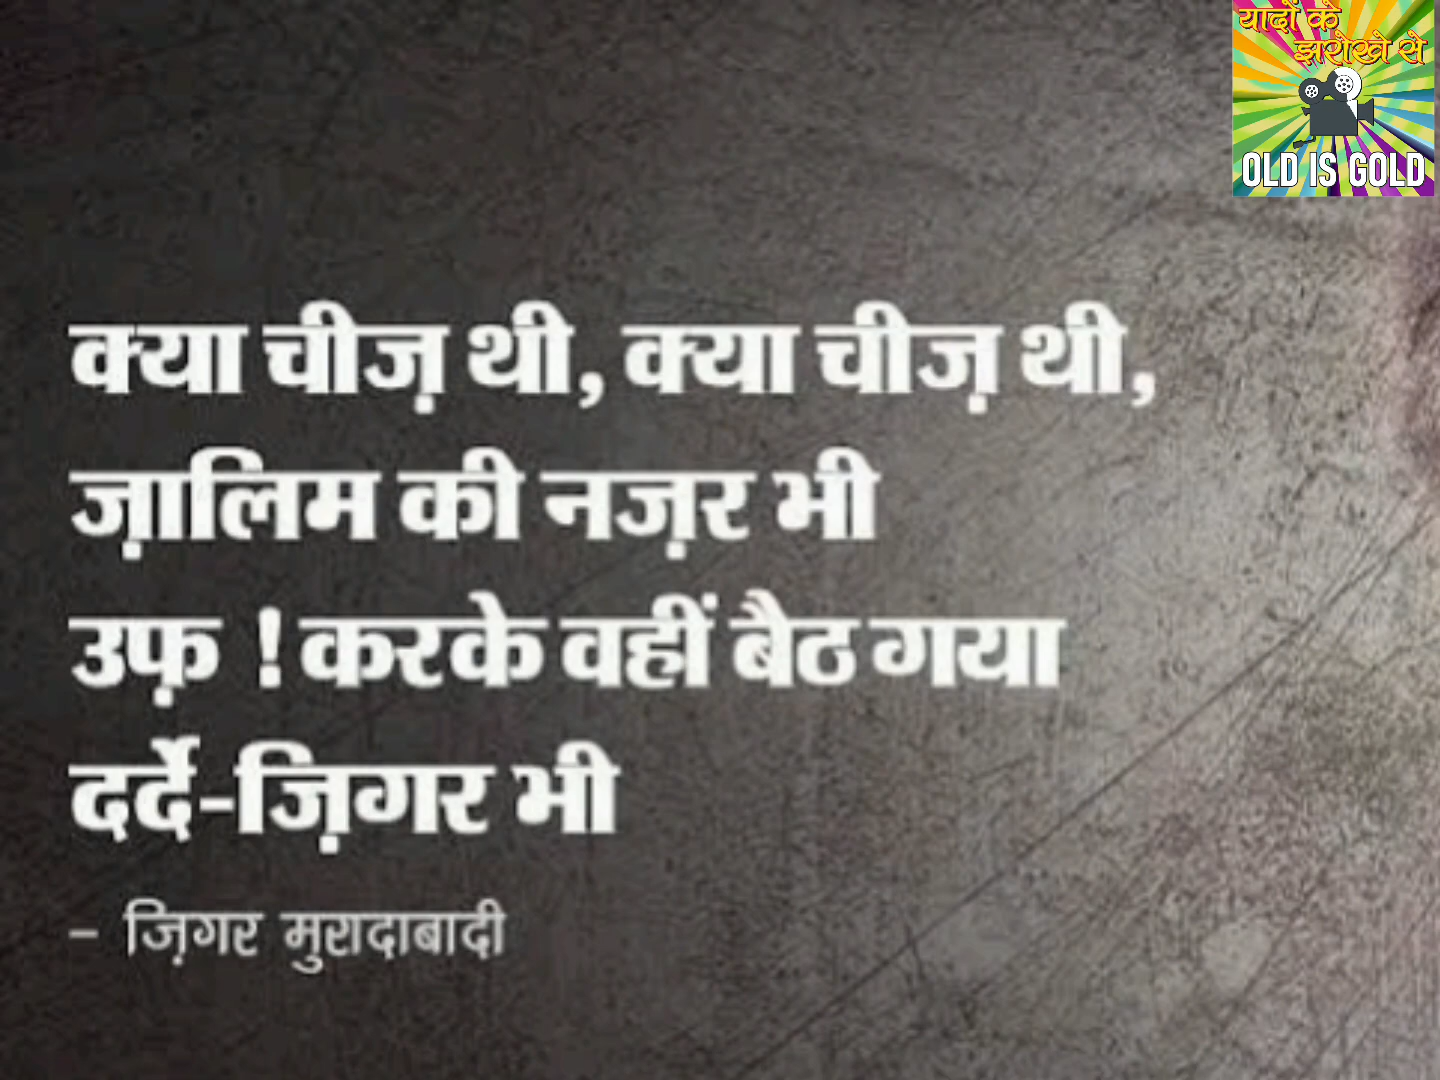 यादों के
झरोखे से
OLD IS GOLD
क्या चीज़ थी, क्या चीज़ थी,
ज़ालिम की नज़र भी
उफ़ ! करके वहीं बैठ गया
दर्दे-ज़िगर भी
– ज़िगर मुरादाबादी